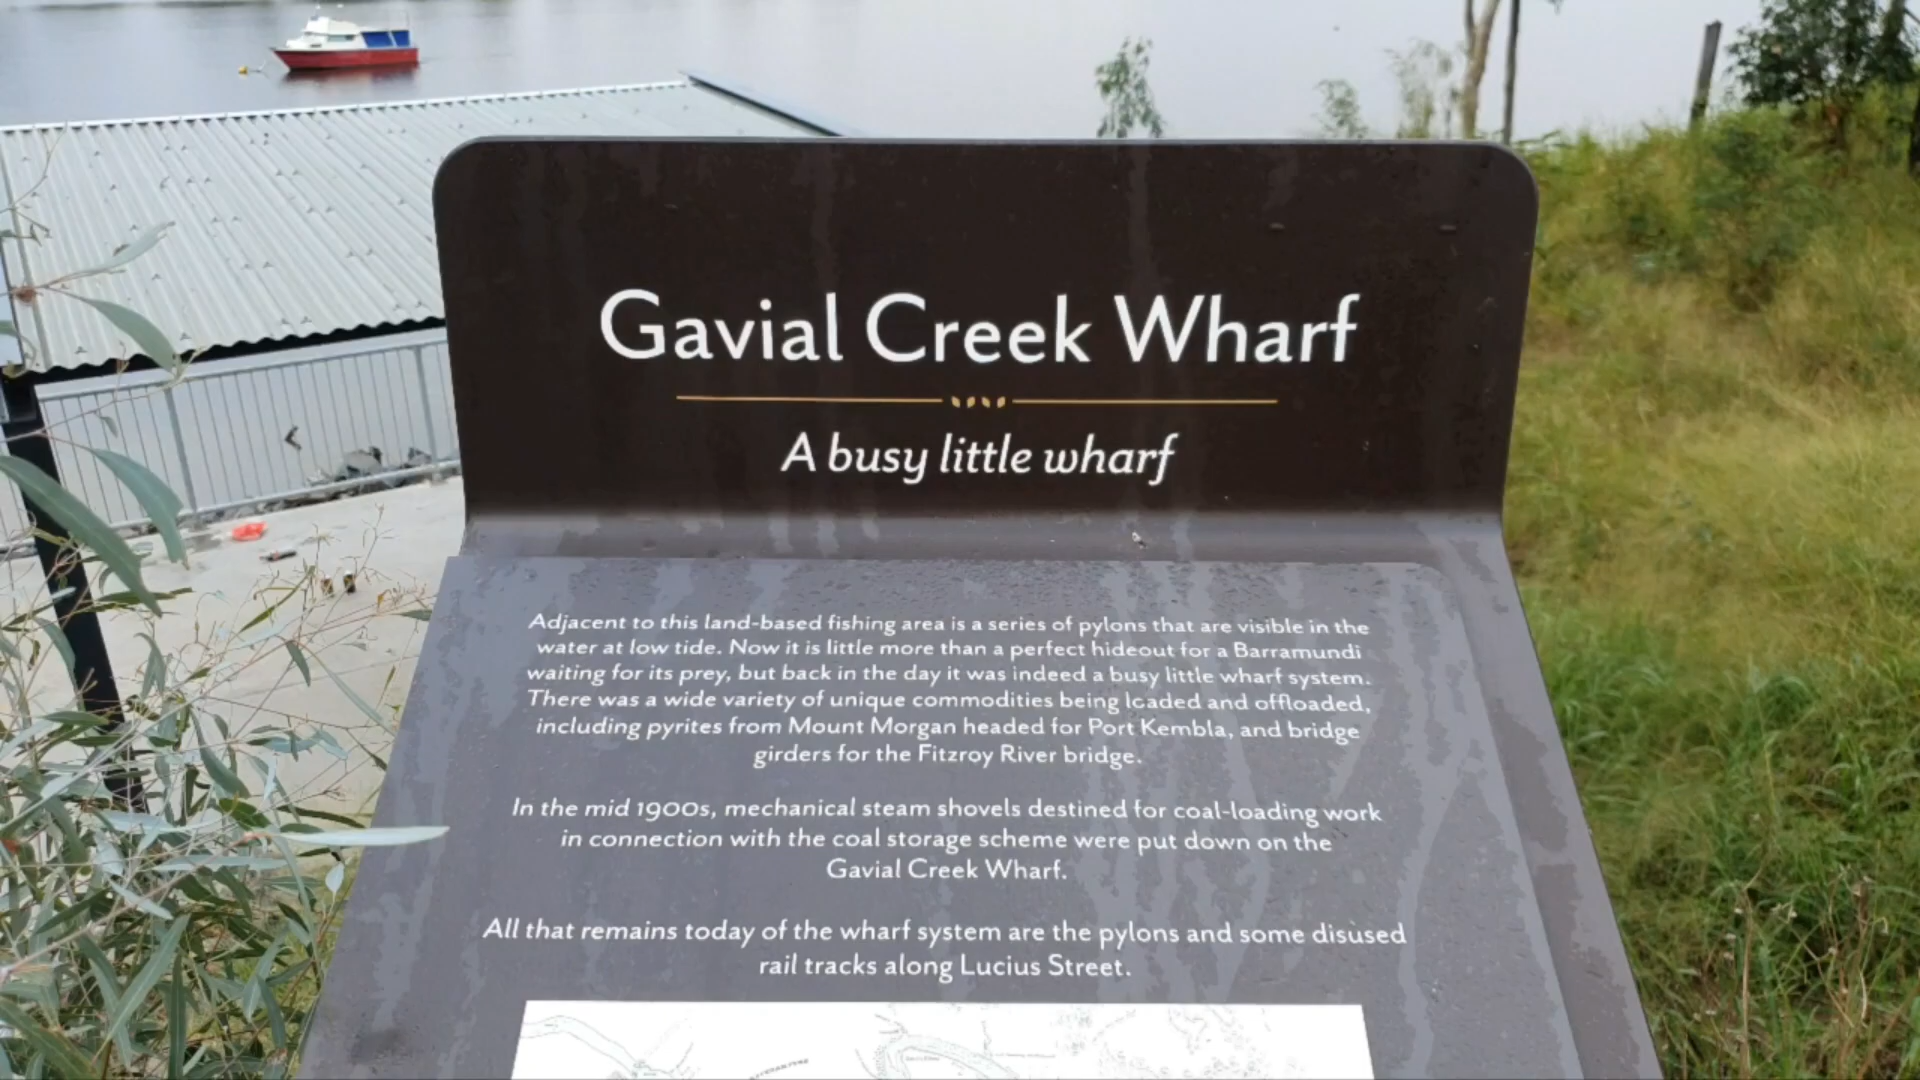 Gavial Creek Wharf
A busy little wharf
Adjacent to this land-based fishing area is a series of pylons that are visible in the
water at low tide. Now it is little more than a perfect hideout for a Barramundi
waiting for its prey, but back in the day it was indeed a busy little wharf system.
There was a wide variety of unique commodities being loaded and offloaded,
including pyrites from Mount Morgan headed for Port Kembla, and bridge
girders for the Fitzroy River bridge.
In the mid 1900s, mechanical steam shovels destined for coal-loading work
in connection with the coal storage scheme were put down on the
Gavial Creek Wharf.
All that remains today of the wharf system are the pylons and some disused
rail tracks along Lucius Street.